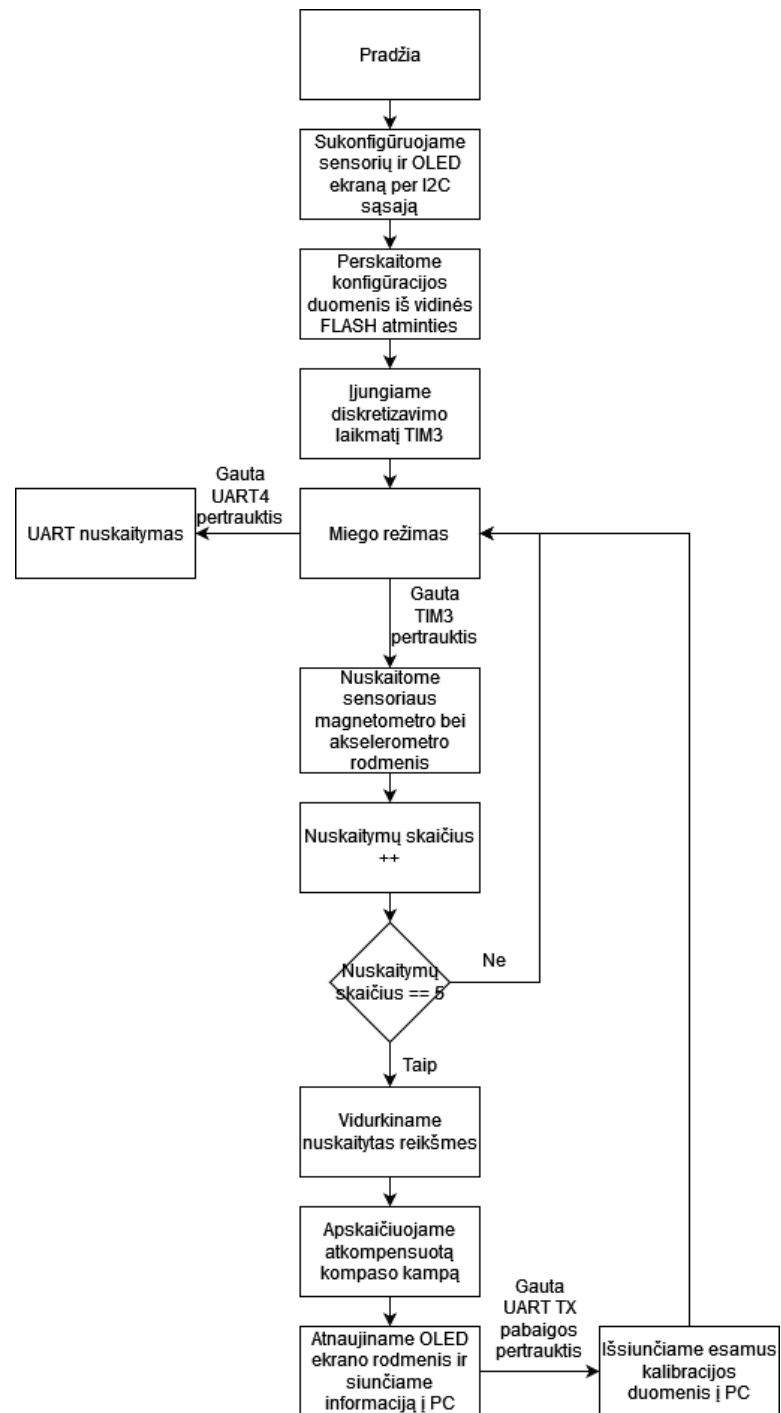 Pradžia
Sukonfigūruojame
sensorių ir OLED
ekraną per I2C
sąsają
Perskaitome
konfigūracijos
duomenis iš vidinės
FLASH atminties
Įjungiame
diskretizavimo
laikmatį TIM3
Gauta
UART4
pertrauktis
UART nuskaitymas
Miego režimas
Gauta
TIM3
pertrauktis
Nuskaitome
sensoriaus
magnetometro bei
akselerometro
rodmenis
Nuskaitymų skaičius
++
Nuskaitymų
skaičius == 5
Ne
Taip
Vidurkiname
nuskaitytas reikšmes
Apskaičiuojame
atkompensuotą
kompaso kampą
Atnaujiname OLED
ekrano rodmenis ir
siunčiame
informaciją į PC
Gauta
UART TX
pabaigos
pertrauktis
Išsiunčiame esamus
kalibracijos
duomenis į PC